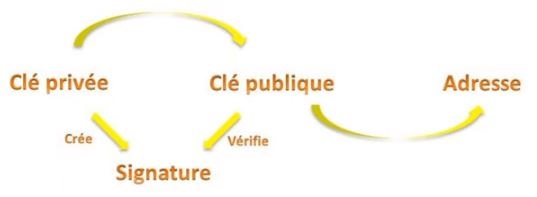 Clé privée
Clé publique
Adresse
Crée
Vérifie
Signature